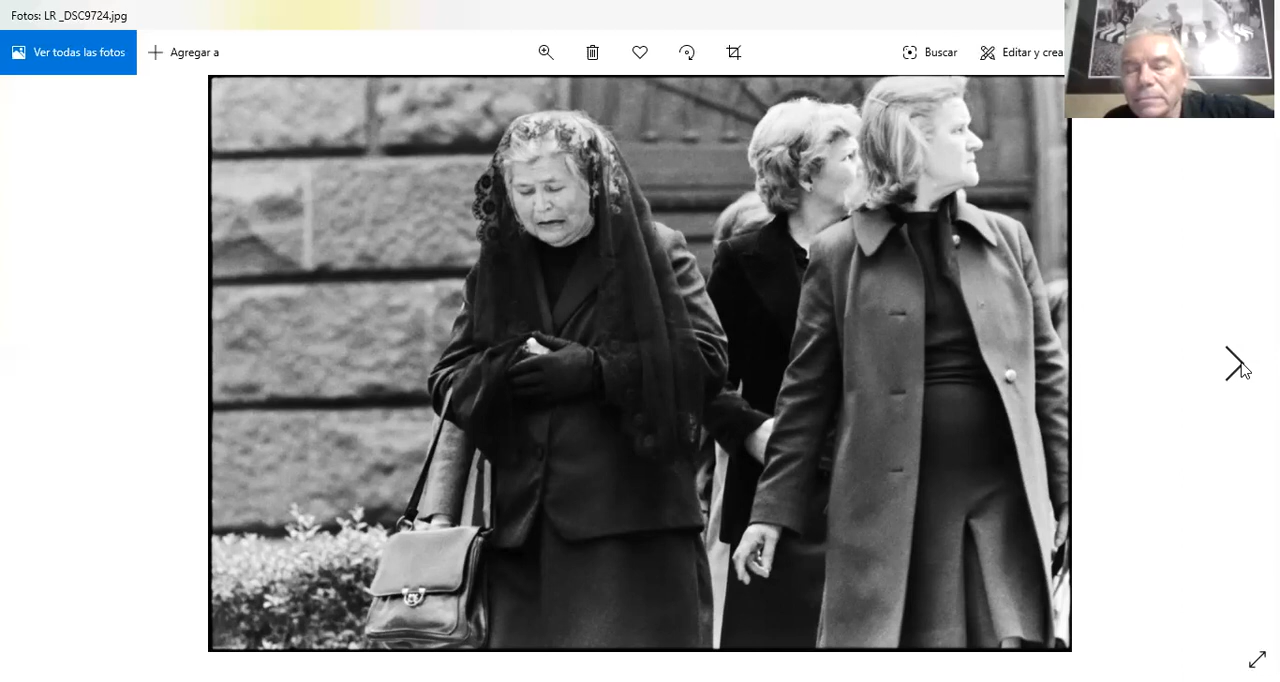 Fotos: LR _DSC9724.jpg
Ver todas las fotos
Agregar a
Buscar
Editar y crea